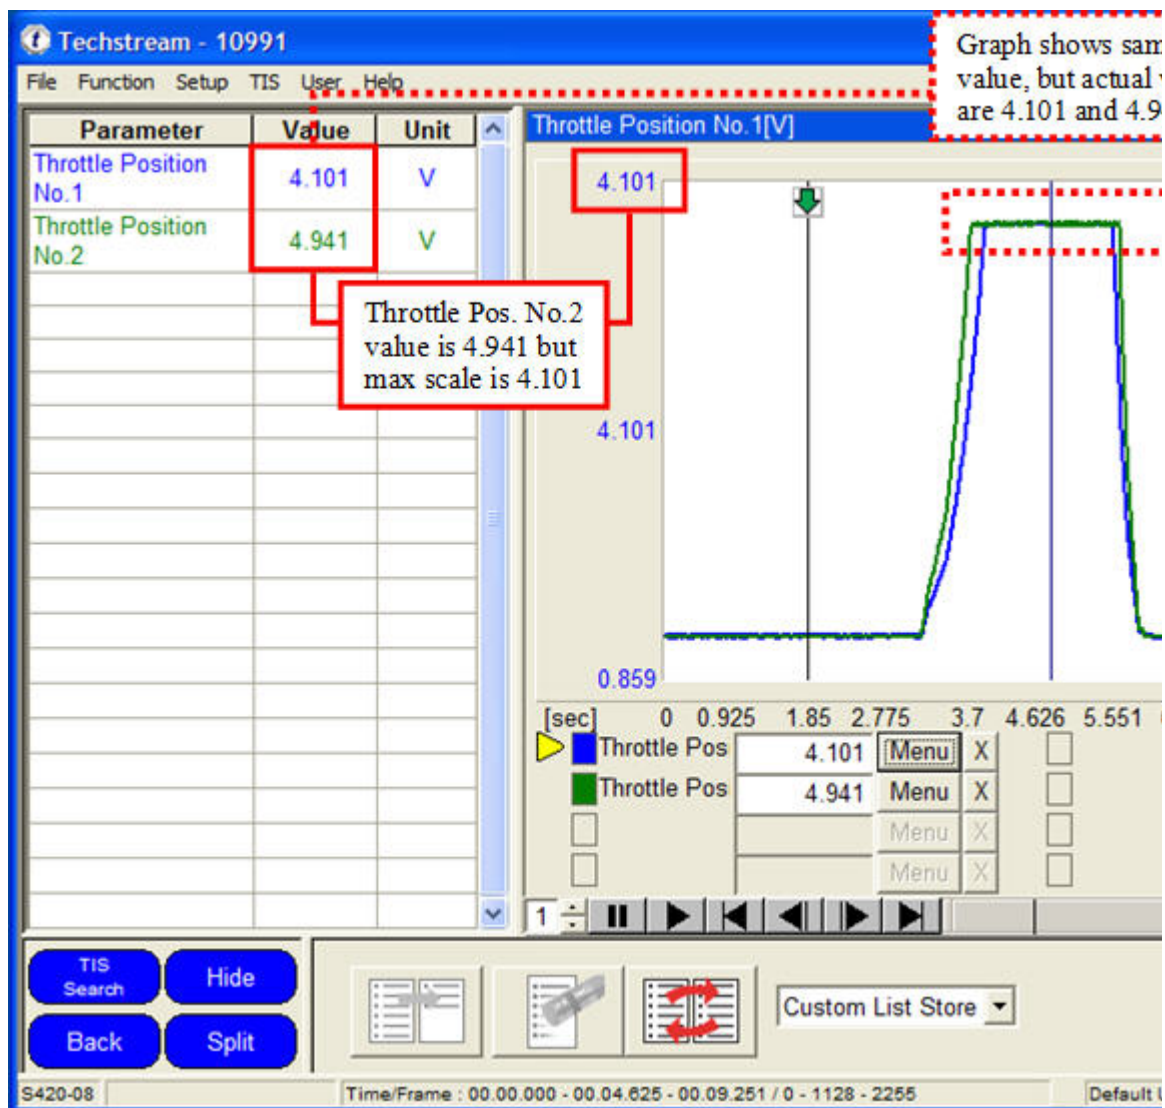 Techstream - 10991
Graph shows
value, but actual
are 4.101 and
File Function Setup TIS User Help
Parameter Value Unit
Throttle Position No.1[V]
Throttle Position
No.1
4.101 V
Throttle Position
No.2
4.941 V
Throttle Pos. No.2
value is 4.941 but
max scale is 4.101
4.101
4.101
0.859
[sec] 0 0.925 1.85 2.775 3.7 4.626 5.551
Throttle Pos 4.101 Menu X
Throttle Pos 4.941 Menu X
Menu X
Menu X
1
TIS
Search
Hide
Back
Split
Custom List Store
S420-08
Time/Frame : 00.00.000 - 00.04.625 - 00.09.251 / 0 - 1128 - 2255
Default